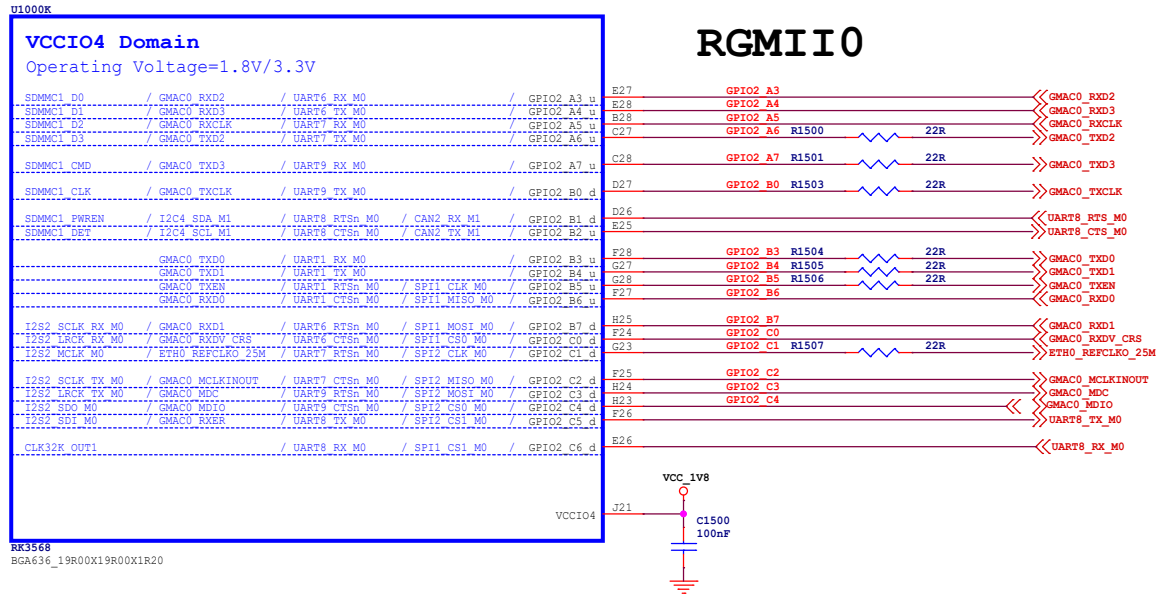 U1000K
VCCIO4 Domain
Operating Voltage=1.8V/3.3V
RGMII0
SDMMC1_D0 / GMAC0_RXD2 / UART6_RX_M0 / GPIO2_A3_u E27 GPIO2_A3 GMAC0_RXD2
SDMMC1_D1 / GMAC0_RXD3 / UART6_TX_M0 / GPIO2_A4_u E28 GPIO2_A4 GMAC0_RXD3
SDMMC1_D2 / GMAC0_RXCLK / UART7_RX_M0 / GPIO2_A5_u B28 GPIO2_A5 GMAC0_RXCLK
SDMMC1_D3 / GMAC0_TXD2 / UART7_TX_M0 / GPIO2_A6_u C27 GPIO2_A6 R1500 22R GMAC0_TXD2
SDMMC1_CMD / GMAC0_TXD3 / UART9_RX_M0 / GPIO2_A7_u C28 GPIO2_A7 R1501 22R GMAC0_TXD3
SDMMC1_CLK / GMAC0_TXCLK / UART9_TX_M0 / GPIO2_B0_d D27 GPIO2_B0 R1503 22R GMAC0_TXCLK
SDMMC1_PWREN / I2C4_SDA_M1 / UART8_RTSn_M0 / CAN2_RX_M1 / GPIO2_B1_d D26 UART8_RTS_M0
SDMMC1_DET / I2C4_SCL_M1 / UART8_CTSn_M0 / CAN2_TX_M1 / GPIO2_B2_u E25 UART8_CTS_M0
GMAC0_TXD0 / UART1_RX_M0 / GPIO2_B3_u F28 GPIO2_B3 R1504 22R GMAC0_TXD0
GMAC0_TXD1 / UART1_TX_M0 / GPIO2_B4_u G27 GPIO2_B4 R1505 22R GMAC0_TXD1
GMAC0_TXEN / UART1_RTSn_M0 / SPI1_CLK_M0 / GPIO2_B5_u G28 GPIO2_B5 R1506 22R GMAC0_TXEN
GMAC0_RXD0 / UART1_CTSn_M0 / SPI1_MISO_M0 / GPIO2_B6_u F27 GPIO2_B6 GMAC0_RXD0
I2S2_SCLK_RX_M0 / GMAC0_RXD1 / UART6_RTSn_M0 / SPI1_MOSI_M0 / GPIO2_B7_d H25 GPIO2_B7 GMAC0_RXD1
I2S2_LRCK_RX_M0 / GMAC0_RXDV_CRS / UART6_CTSn_M0 / SPI1_CS0_M0 / GPIO2_C0_d F24 GPIO2_C0 GMAC0_RXDV_CRS
I2S2_MCLK_M0 / ETH0_REFCLKO_25M / UART7_RTSn_M0 / SPI2_CLK_M0 / GPIO2_C1_d G23 GPIO2_C1 R1507 22R ETH0_REFCLKO_25M
I2S2_SCLK_TX_M0 / GMAC0_MCLKINOUT / UART7_CTSn_M0 / SPI2_MISO_M0 / GPIO2_C2_d F25 GPIO2_C2 GMAC0_MCLKINOUT
I2S2_LRCK_TX_M0 / GMAC0_MDC / UART9_RTSn_M0 / SPI2_MOSI_M0 / GPIO2_C3_d H24 GPIO2_C3 GMAC0_MDC
I2S2_SDO_M0 / GMAC0_MDIO / UART9_CTSn_M0 / SPI2_CS0_M0 / GPIO2_C4_d H23 GPIO2_C4 GMAC0_MDIO
I2S2_SDI_M0 / GMAC0_RXER / UART8_TX_M0 / SPI2_CS1_M0 / GPIO2_C5_d F26 UART8_TX_M0
CLK32K_OUT1 / UART8_RX_M0 / SPI1_CS1_M0 / GPIO2_C6_d E26 UART8_RX_M0
VCC_1V8
VCCIO4 J21
C1500
100nF
RK3568
BGA636_19R00X19R00X1R20